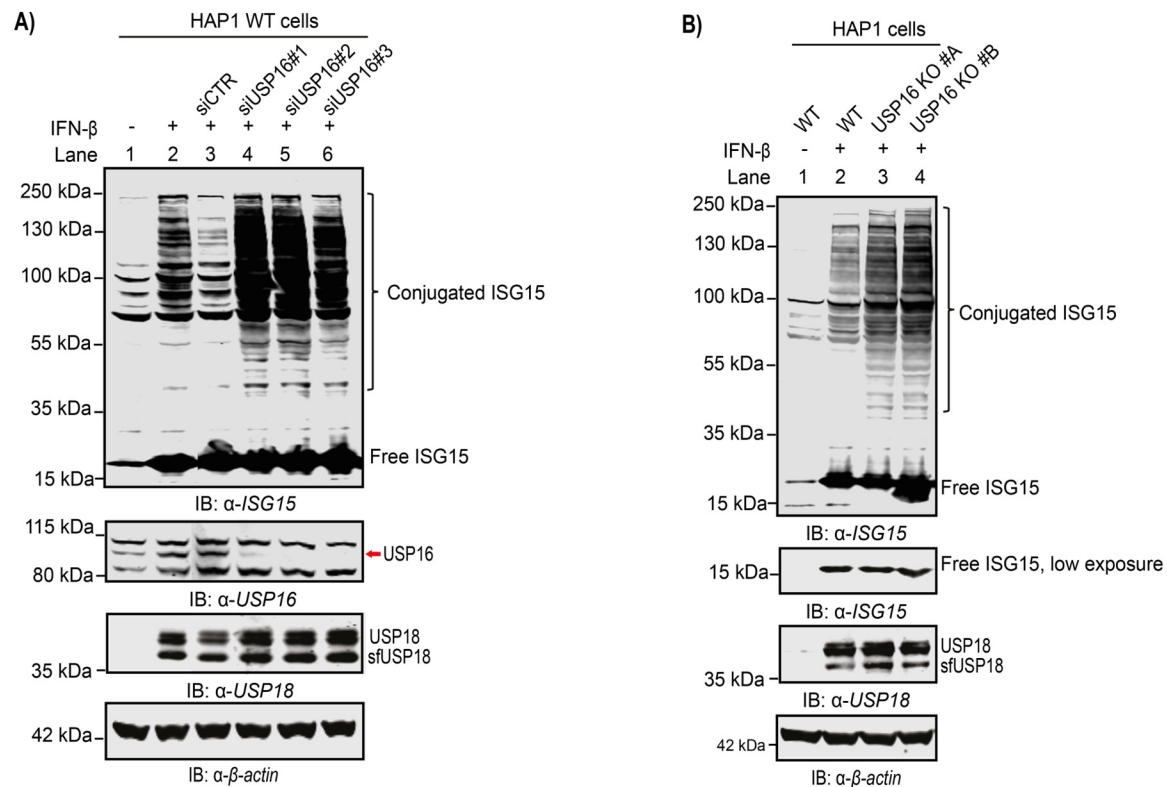 A)
HAP1 WT cells
siCTR
siUSP16#1
siUSP16#2
siUSP16#3
IFN-β - + + + + +
Lane 1 2 3 4 5 6
250 kDa
130 kDa
100 kDa
55 kDa
35 kDa
15 kDa
Conjugated ISG15
Free ISG15
IB: α-ISG15
115 kDa
80 kDa
USP16
IB: α-USP16
USP18
sfUSP18
35 kDa
IB: α-USP18
42 kDa
IB: α-β-actin
B)
HAP1 cells
WT
WT
USP16 KO #A
USP16 KO #B
IFN-β - + + +
Lane 1 2 3 4
250 kDa
130 kDa
100 kDa
55 kDa
35 kDa
15 kDa
Conjugated ISG15
Free ISG15
IB: α-ISG15
15 kDa
Free ISG15, low exposure
IB: α-ISG15
USP18
sfUSP18
35 kDa
IB: α-USP18
42 kDa
IB: α-β-actin